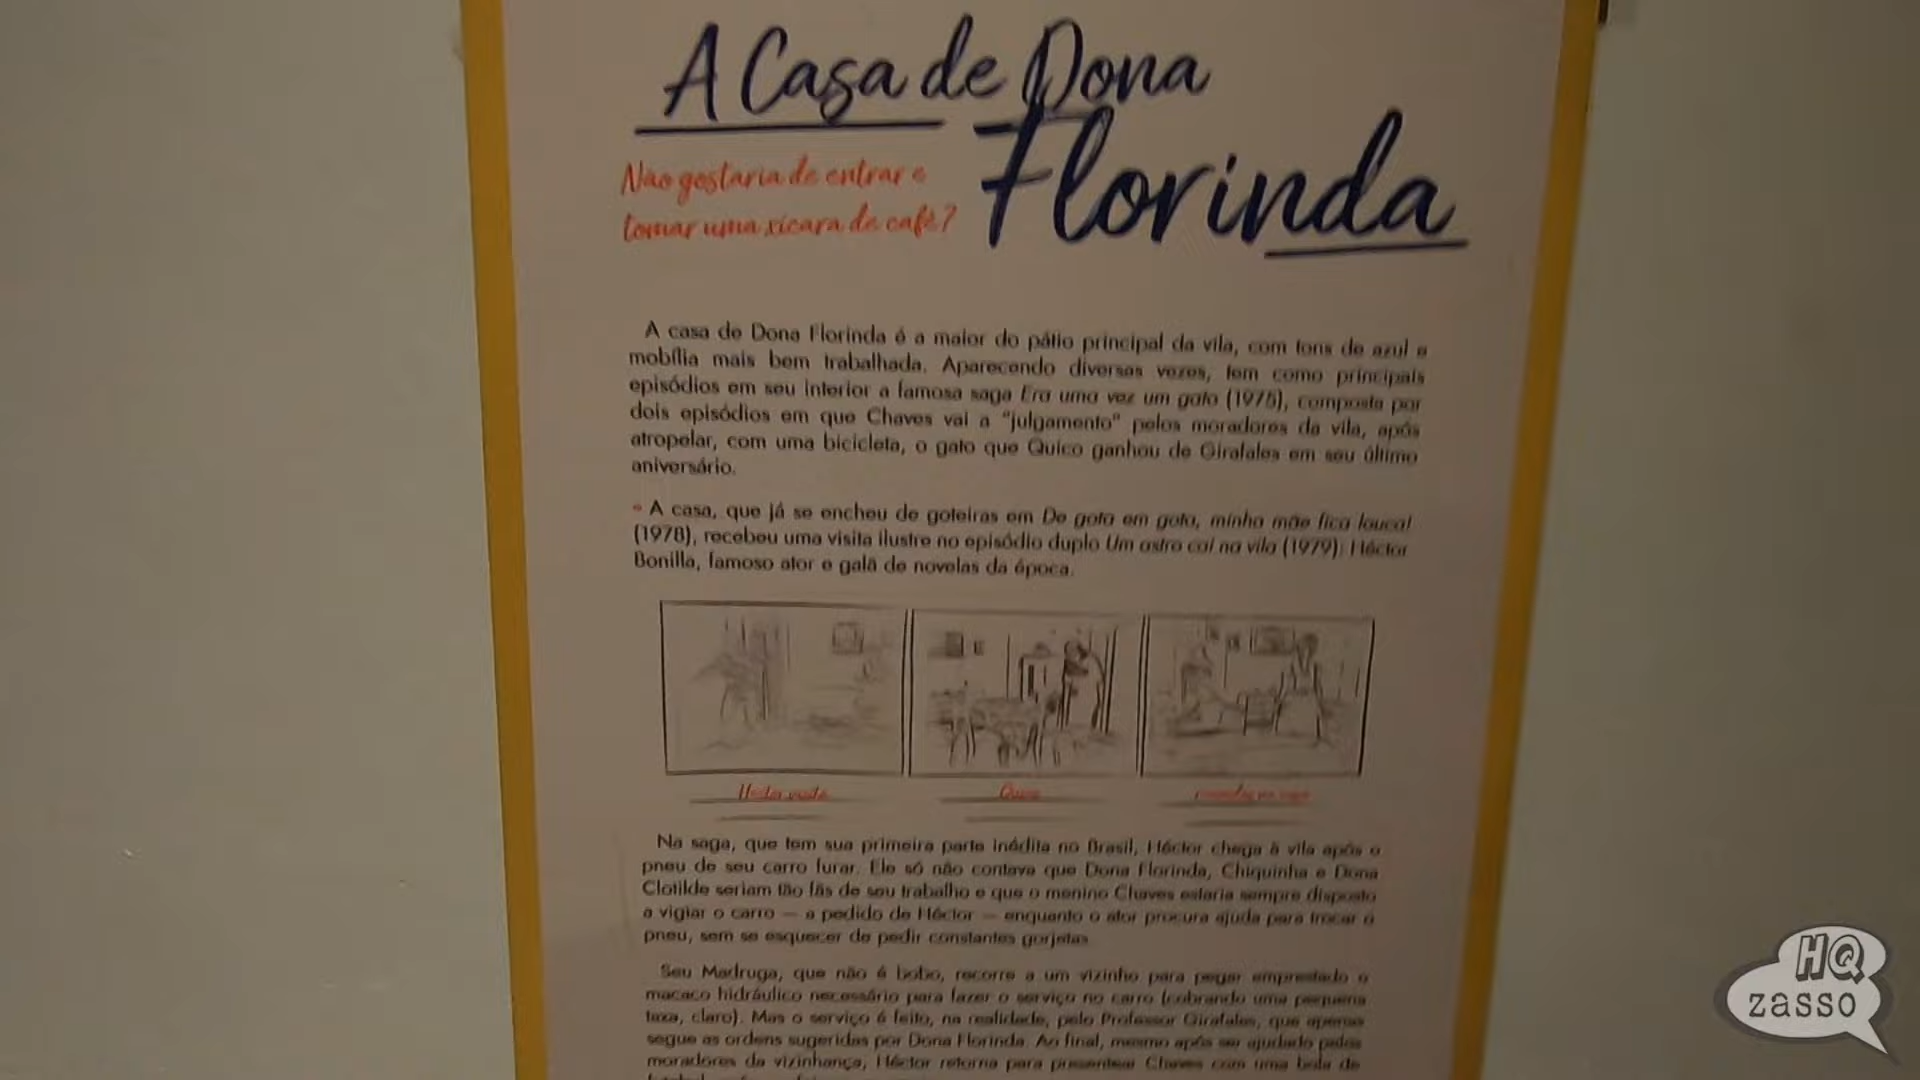 A Casa de Dona
Florinda
Não gostaria de entrar e
tomar uma xícara de café?
A casa de Dona Florinda é a maior do pátio principal da vila, com tons de azul e
mobília mais bem trabalhada. Aparecendo diversas vezes, tem como principais
episódios em seu interior a famosa saga Era uma vez um gato (1975), composta por
dois episódios em que Chaves vai a "julgamento" pelos moradores da vila, após
atropelar, com uma bicicleta, o gato que Quico ganhou de Girafales em seu último
aniversário.
A casa, que já se encheu de goteiras em De gota em gota, minha mãe fica louca!
(1978), recebeu uma visita ilustre no episódio duplo Um astro cai na vila (1979): Héctor
Bonilla, famoso ator e galã de novelas da época.
Na saga, que tem sua primeira parte inédita no Brasil, Héctor chega à vila após o
pneu de seu carro furar. Ele só não contava que Dona Florinda, Chiquinha e Dona
Clotilde seriam tão fãs de seu trabalho e que o menino Chaves estaria sempre disposto
a vigiar o carro — a pedido de Héctor — enquanto o ator procura ajuda para trocar o
pneu, sem se esquecer de pedir constantes gorjetas.
Seu Madruga, que não é bobo, recorre a um vizinho para pegar emprestado o
macaco hidráulico necessário para fazer o serviço no carro (cobrando uma pequena
taxa, claro). Mas o serviço é feito, na realidade, pelo Professor Girafales, que apenas
segue as ordens sugeridas por Dona Florinda. Ao final, mesmo após ser ajudado pelos
moradores da vizinhança, Héctor retorna para presentear Chaves com uma bola de
HQ
zasso